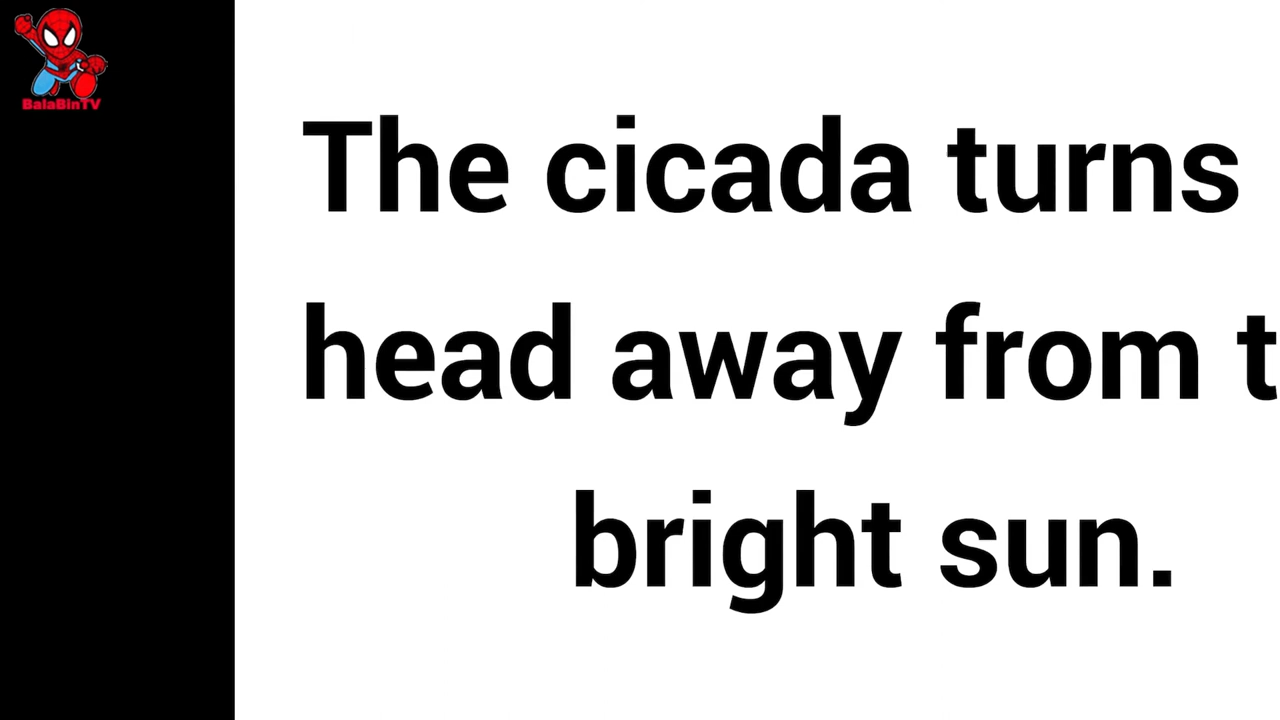 BalaBinTV
The cicada turns
head away from t
bright sun.